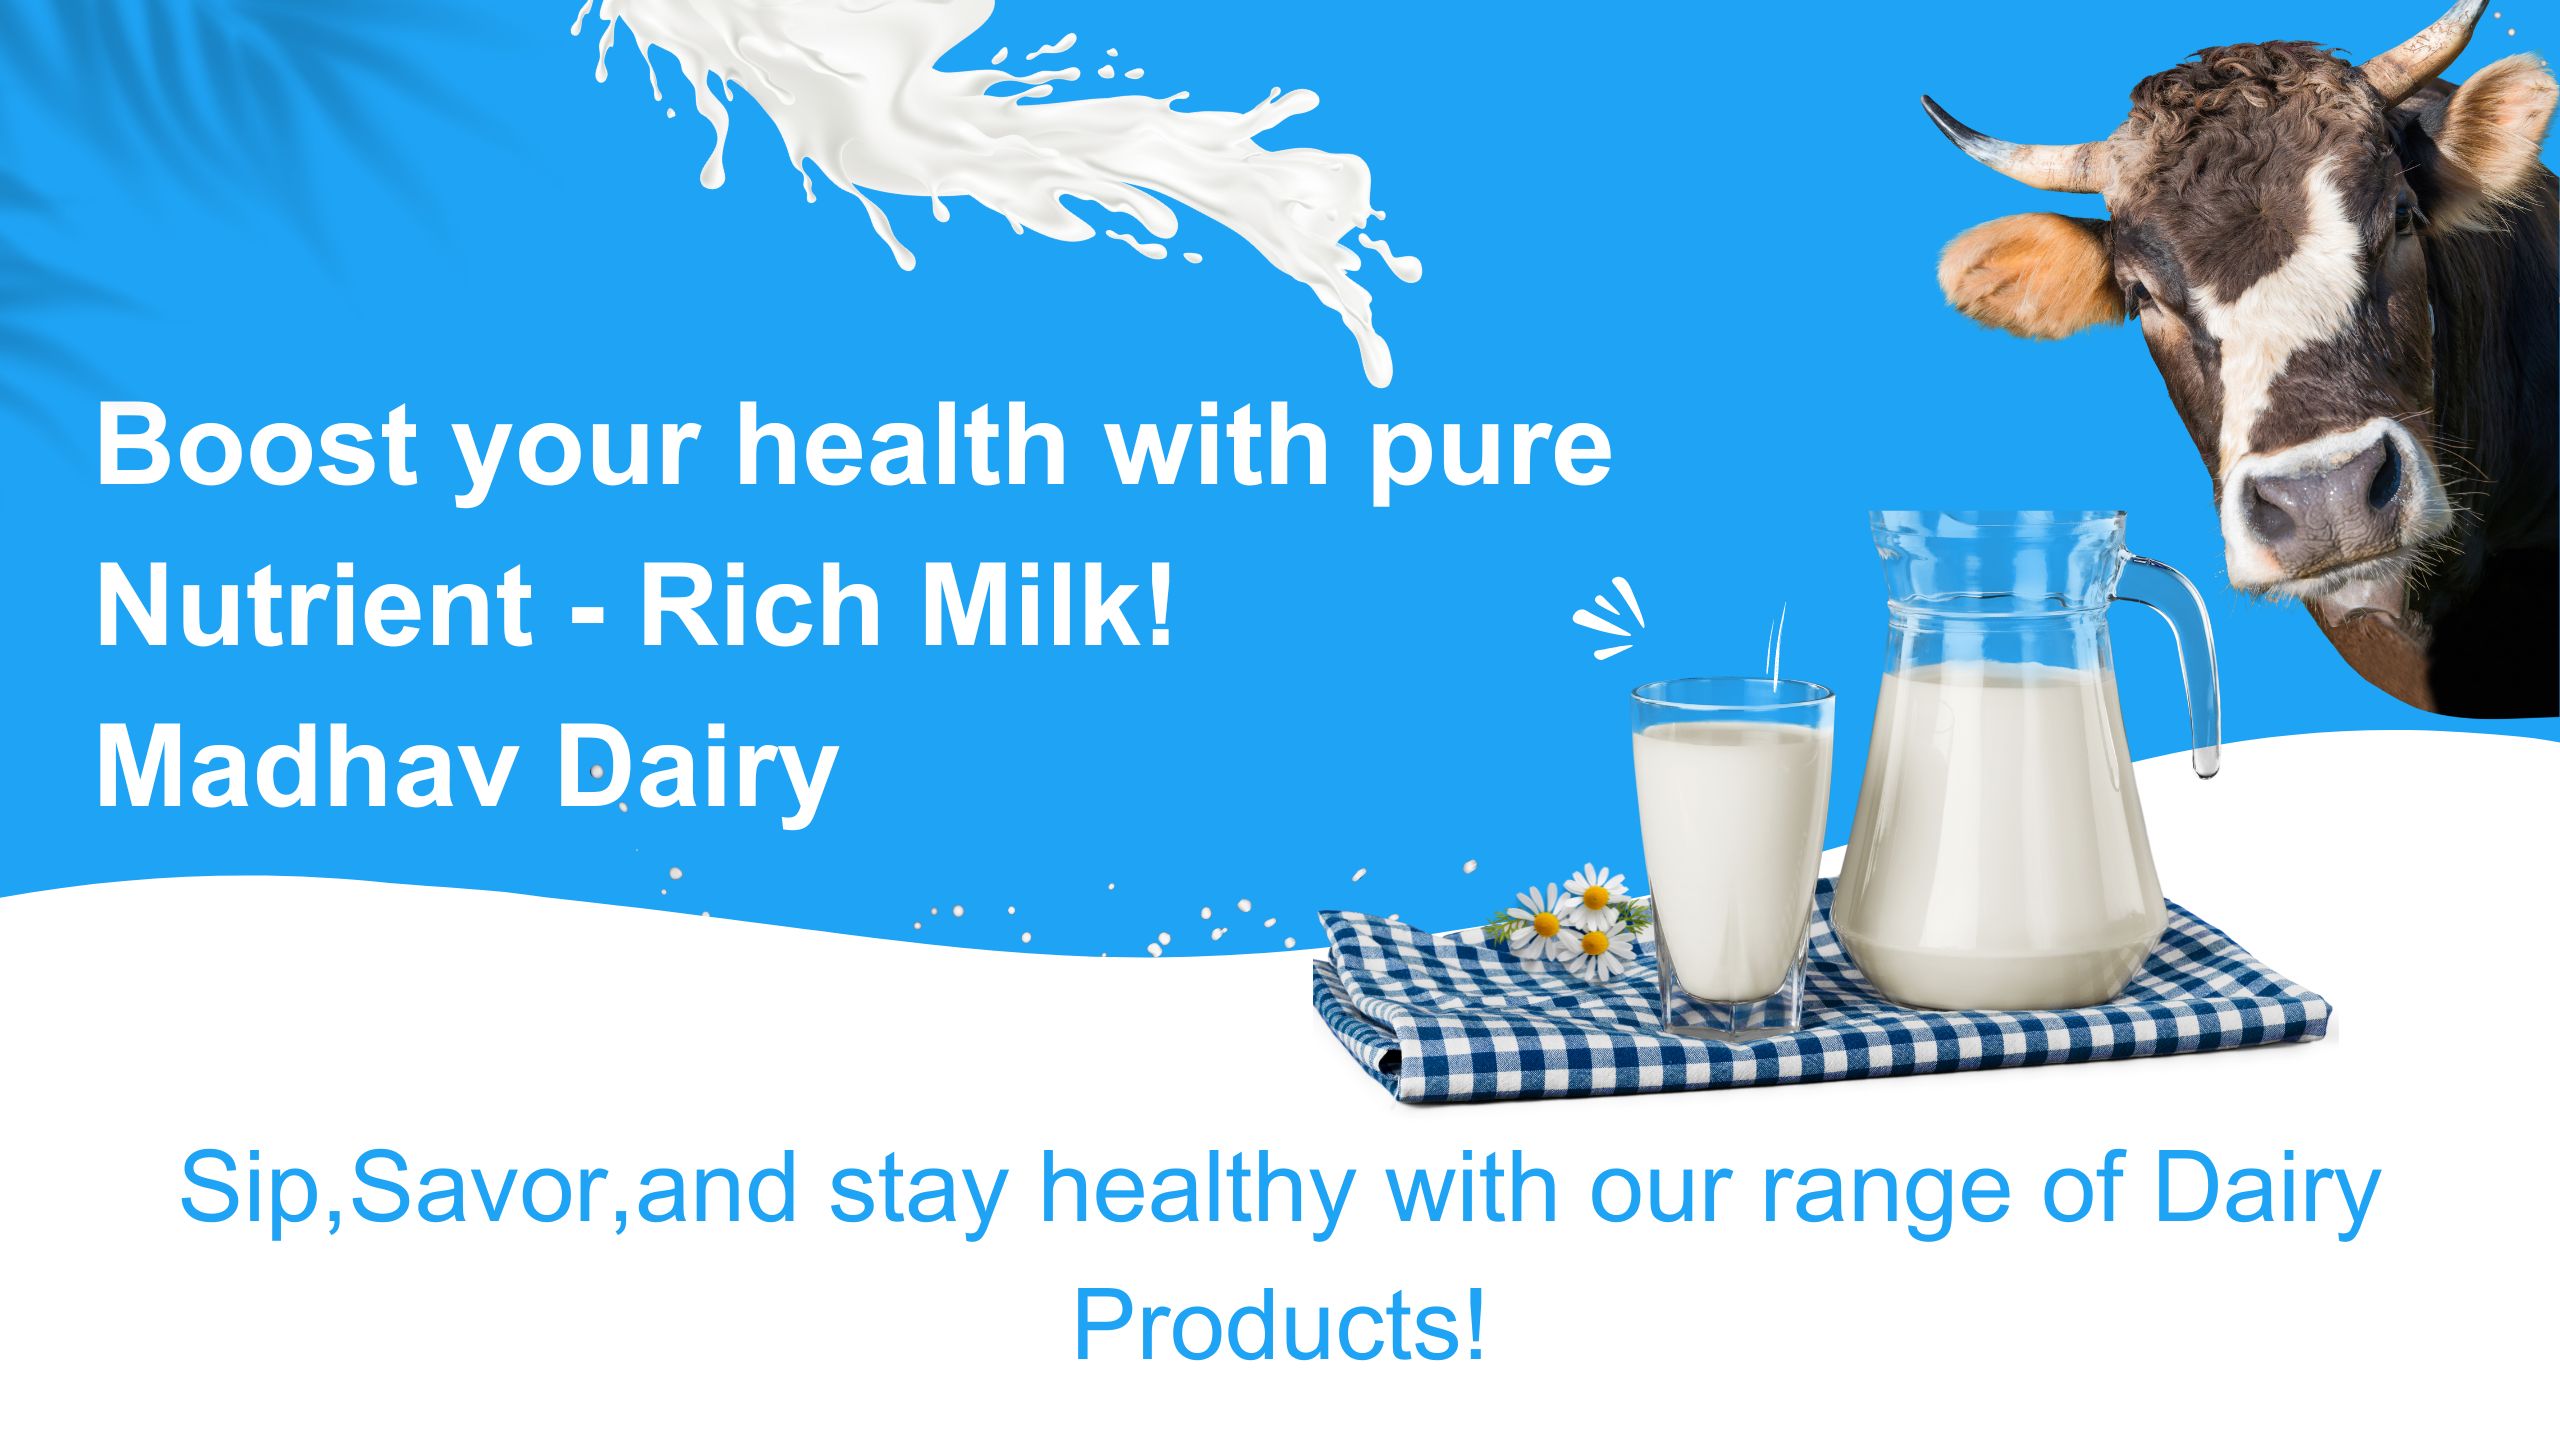 Boost your health with pure
Nutrient - Rich Milk!
Madhav Dairy
Sip,Savor,and stay healthy with our range of Dairy
Products!